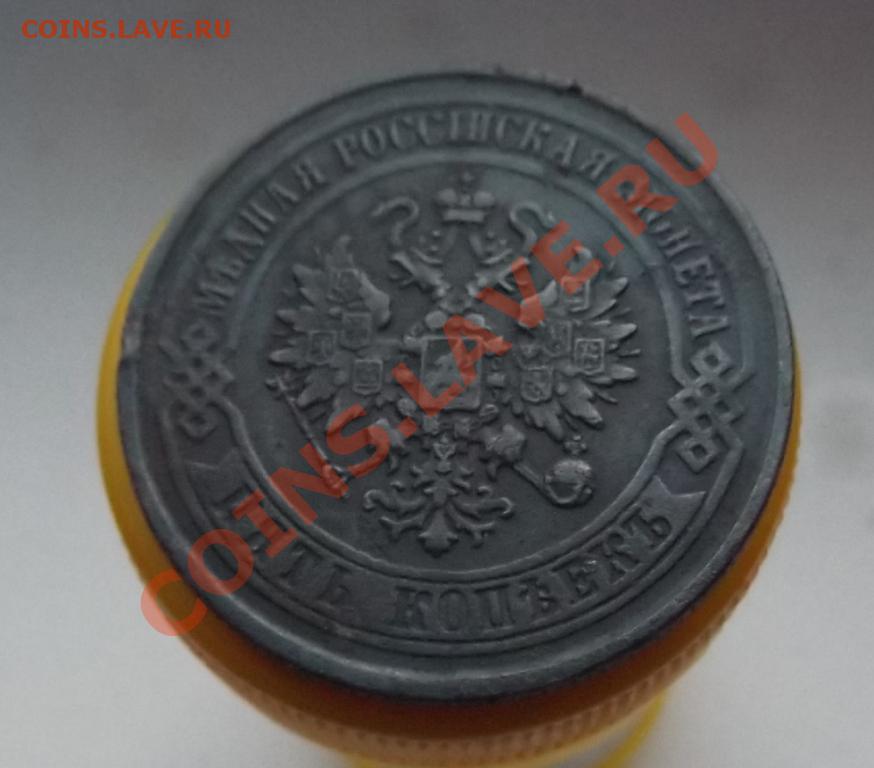 COINS.LAVE.RU
МѢДНАЯ РОССІЙСКАЯ МОНЕТА
COINS.LAVE.RU
ПЯТЬ КОПѢЕКЪ